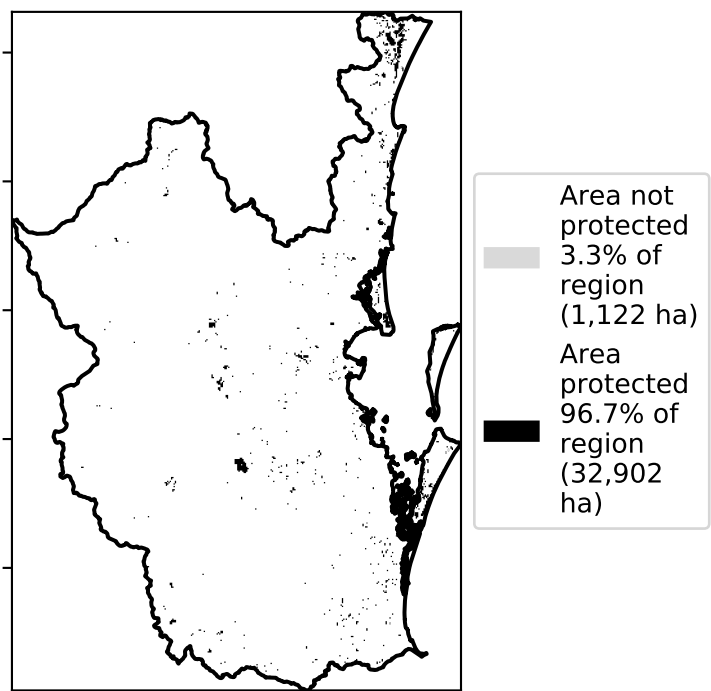 Area not
protected
3.3% of
region
(1,122 ha)
Area
protected
96.7% of
region
(32,902
ha)